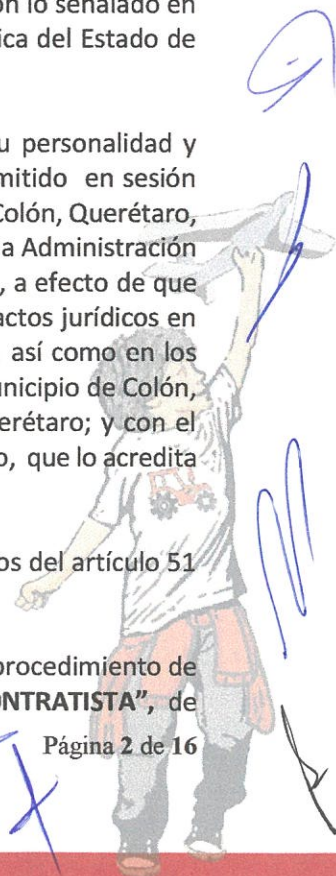 ón lo señalado en
ica del Estado de
u personalidad y
mitido en sesión
Colón, Querétaro,
a Administración
, a efecto de que
actos jurídicos en
así como en los
unicipio de Colón,
erétaro; y con el
o, que lo acredita
os del artículo 51
procedimiento de
ONTRATISTA", de
Página 2 de 16